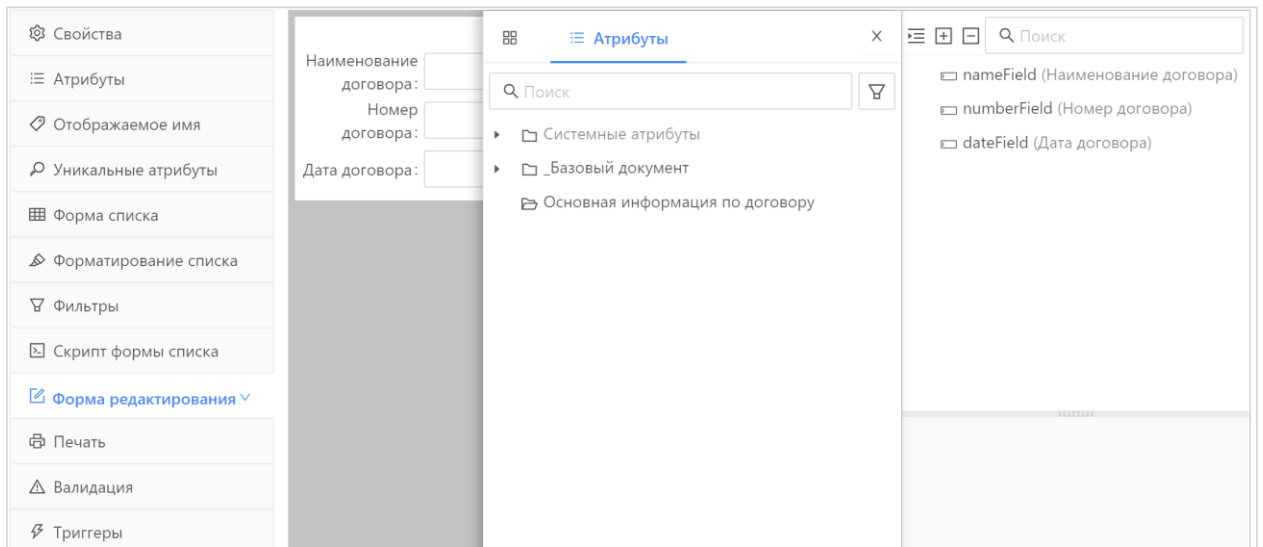 Свойства
Атрибуты
Отображаемое имя
Уникальные атрибуты
Форма списка
Форматирование списка
Фильтры
Скрипт формы списка
Форма редактирования
Печать
Валидация
Триггеры
Наименование
договора:
Номер
договора:
Дата договора:
Атрибуты
Поиск
Системные атрибуты
_Базовый документ
Основная информация по договору
Поиск
nameField (Наименование договора)
numberField (Номер договора)
dateField (Дата договора)